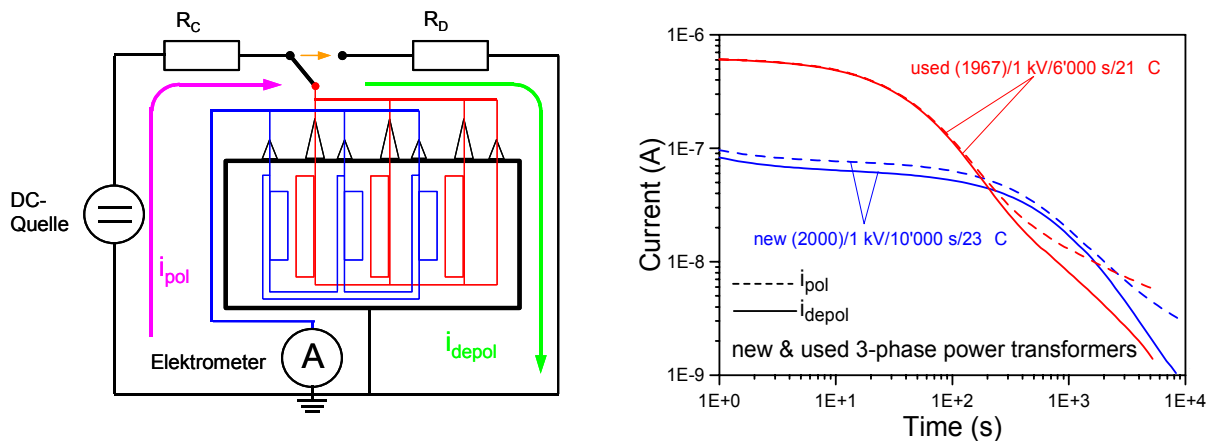 R_C
R_D
DC-
Quelle
i_pol
Elektrometer
A
i_depol
Current (A)
1E-6
1E-7
1E-8
1E-9
used (1967)/1 kV/6'000 s/21 C
new (2000)/1 kV/10'000 s/23 C
i_pol
i_depol
new & used 3-phase power transformers
1E+0
1E+1
1E+2
1E+3
1E+4
Time (s)